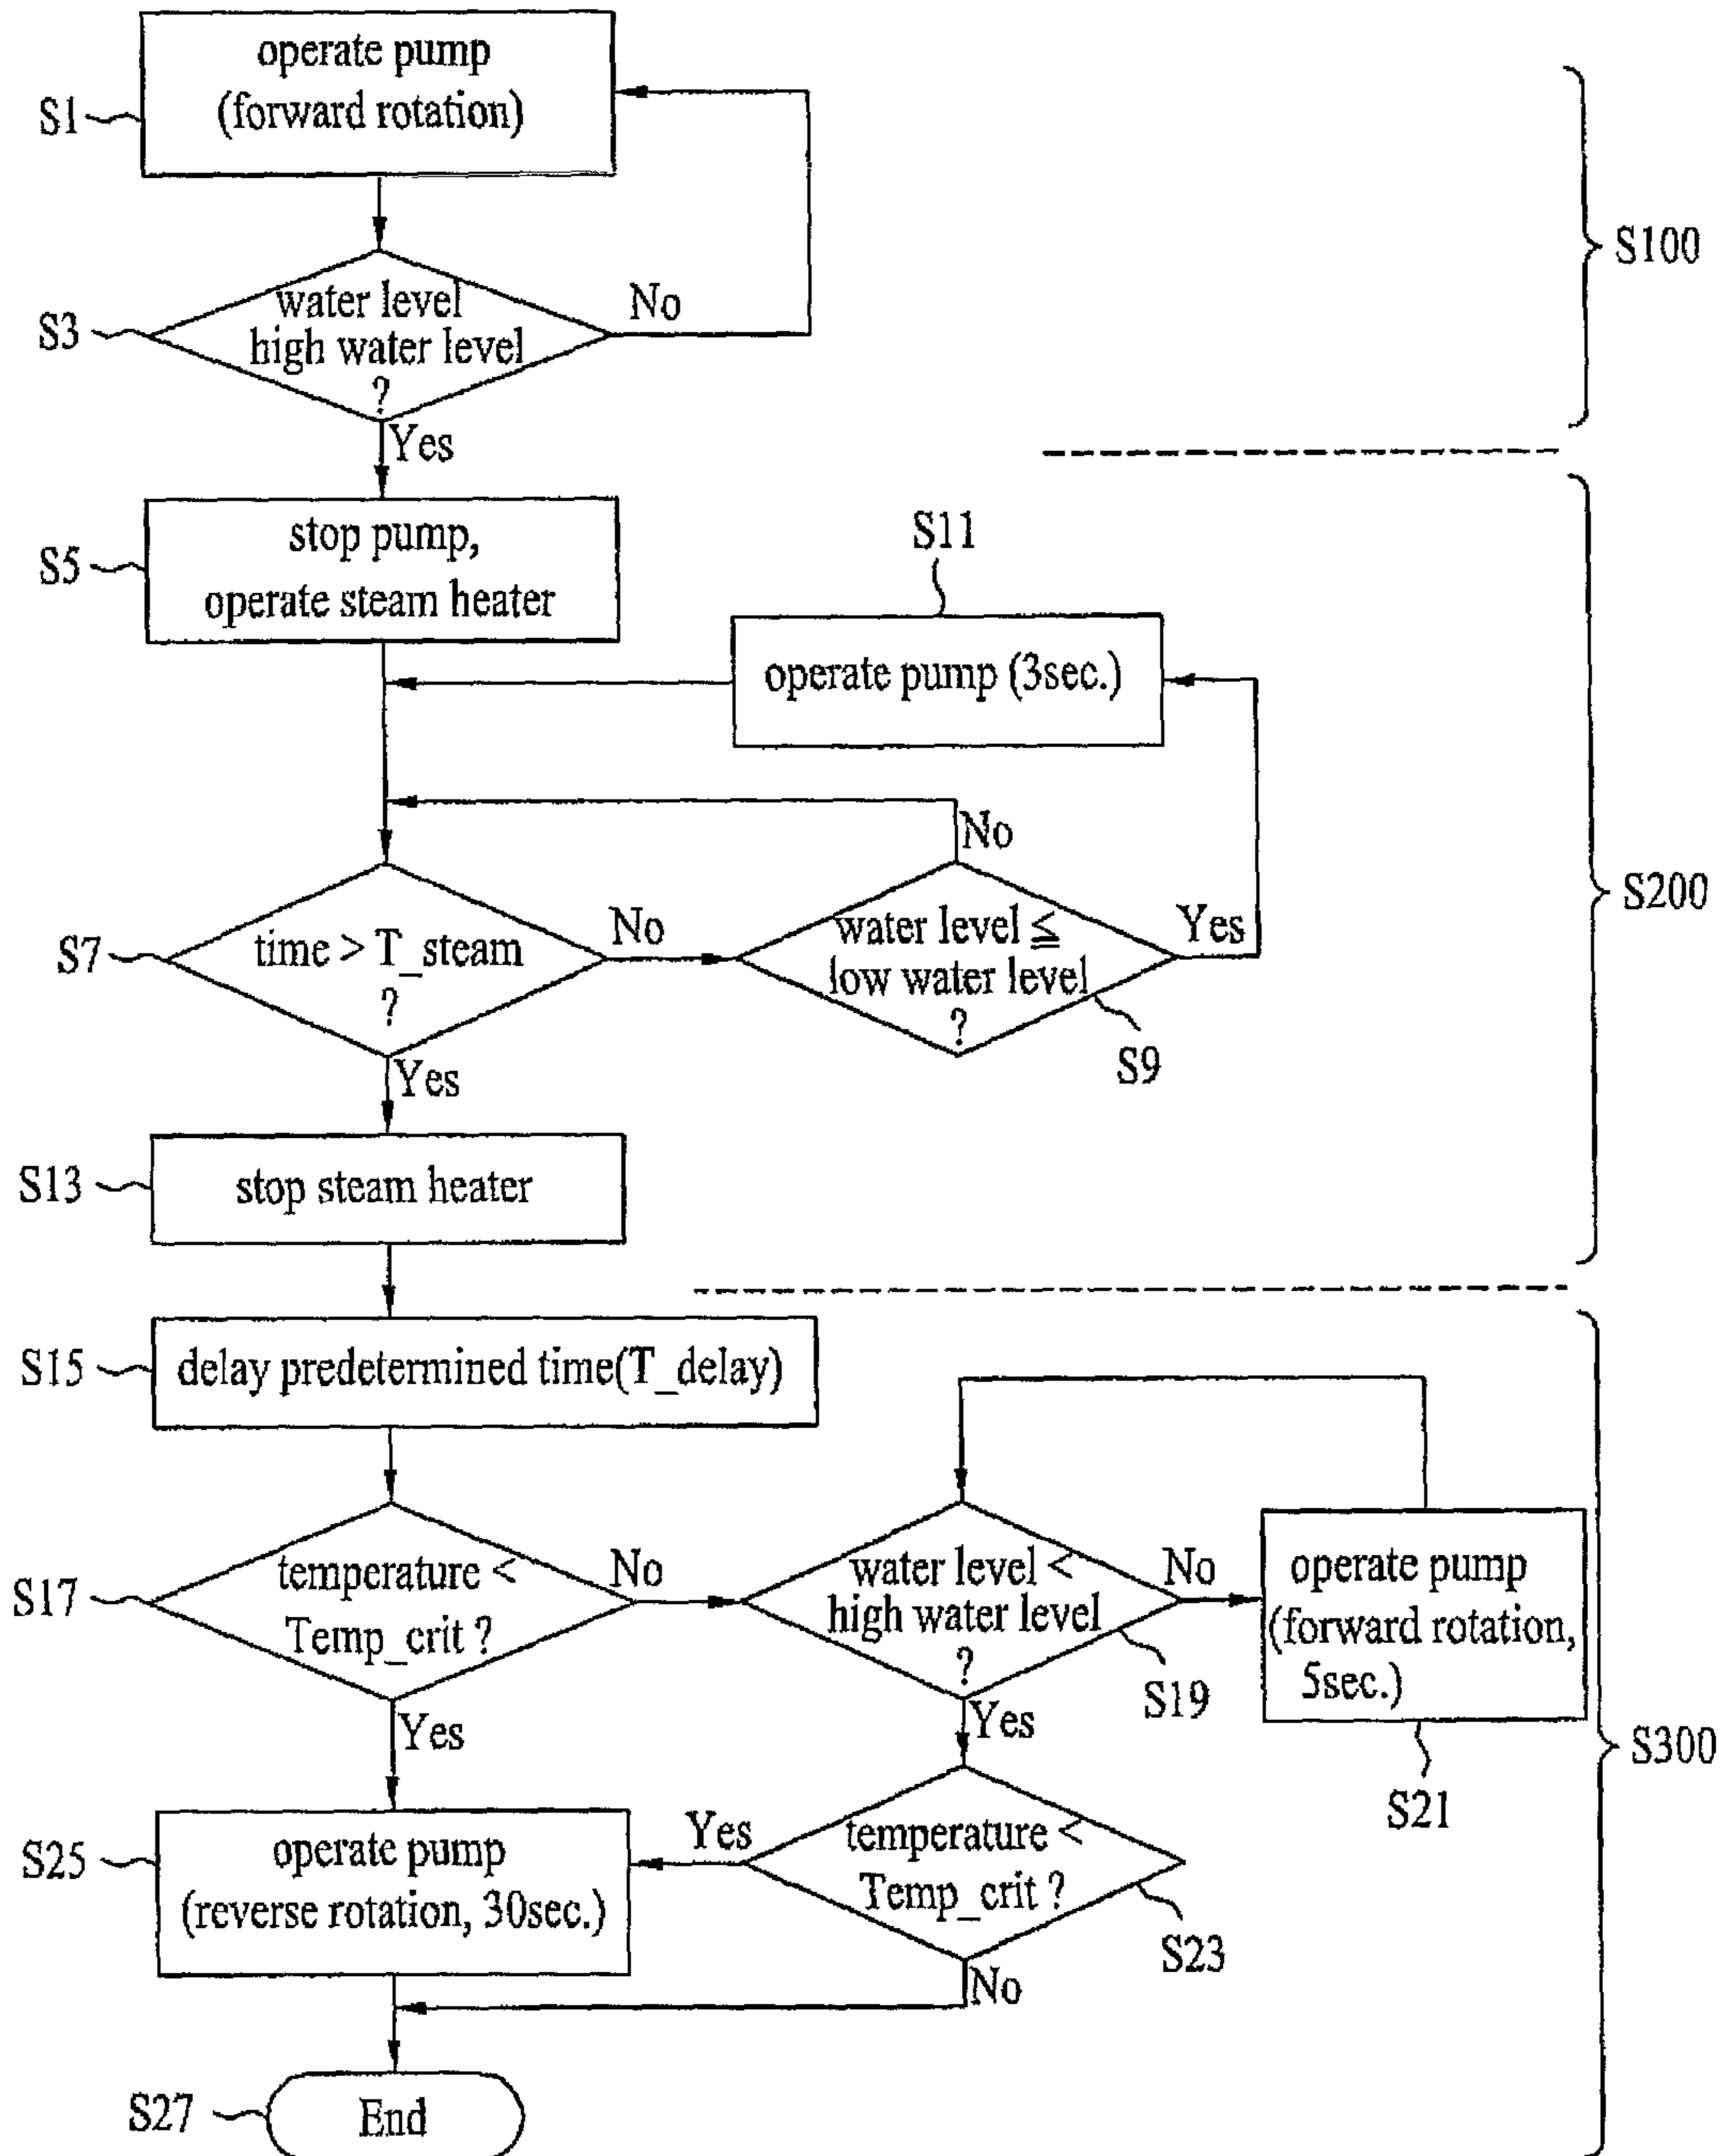 operate pump
(forward rotation)
S1
S100
water level
high water level
?
S3
No
Yes
stop pump,
operate steam heater
S5
S11
operate pump (3sec.)
No
S200
time > T_steam
?
S7
No
water level ≦
low water level
?
Yes
S9
Yes
stop steam heater
S13
delay predetermined time(T_delay)
S15
temperature <
Temp_crit ?
S17
No
water level <
high water level
?
No
S19
operate pump
(forward rotation,
5sec.)
S21
Yes
Yes
S300
operate pump
(reverse rotation, 30sec.)
S25
Yes
temperature <
Temp_crit ?
S23
No
End
S27